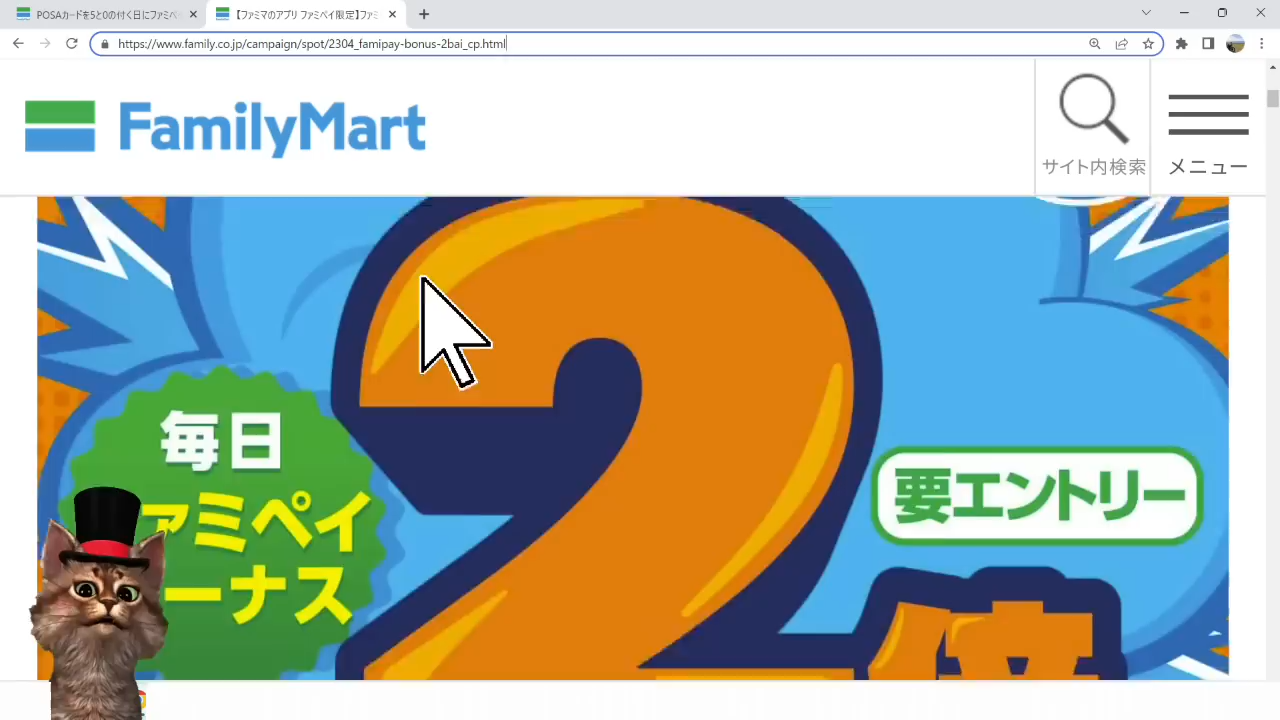 POSAカードを5と0の付く日にファミペ
【ファミマのアプリ ファミペイ限定】ファミ
https://www.family.co.jp/campaign/spot/2304_famipay-bonus-2bai_cp.html
FamilyMart
サイト内検索
メニュー
毎日
ァミペイ
ーナス
2
要エントリー
倍